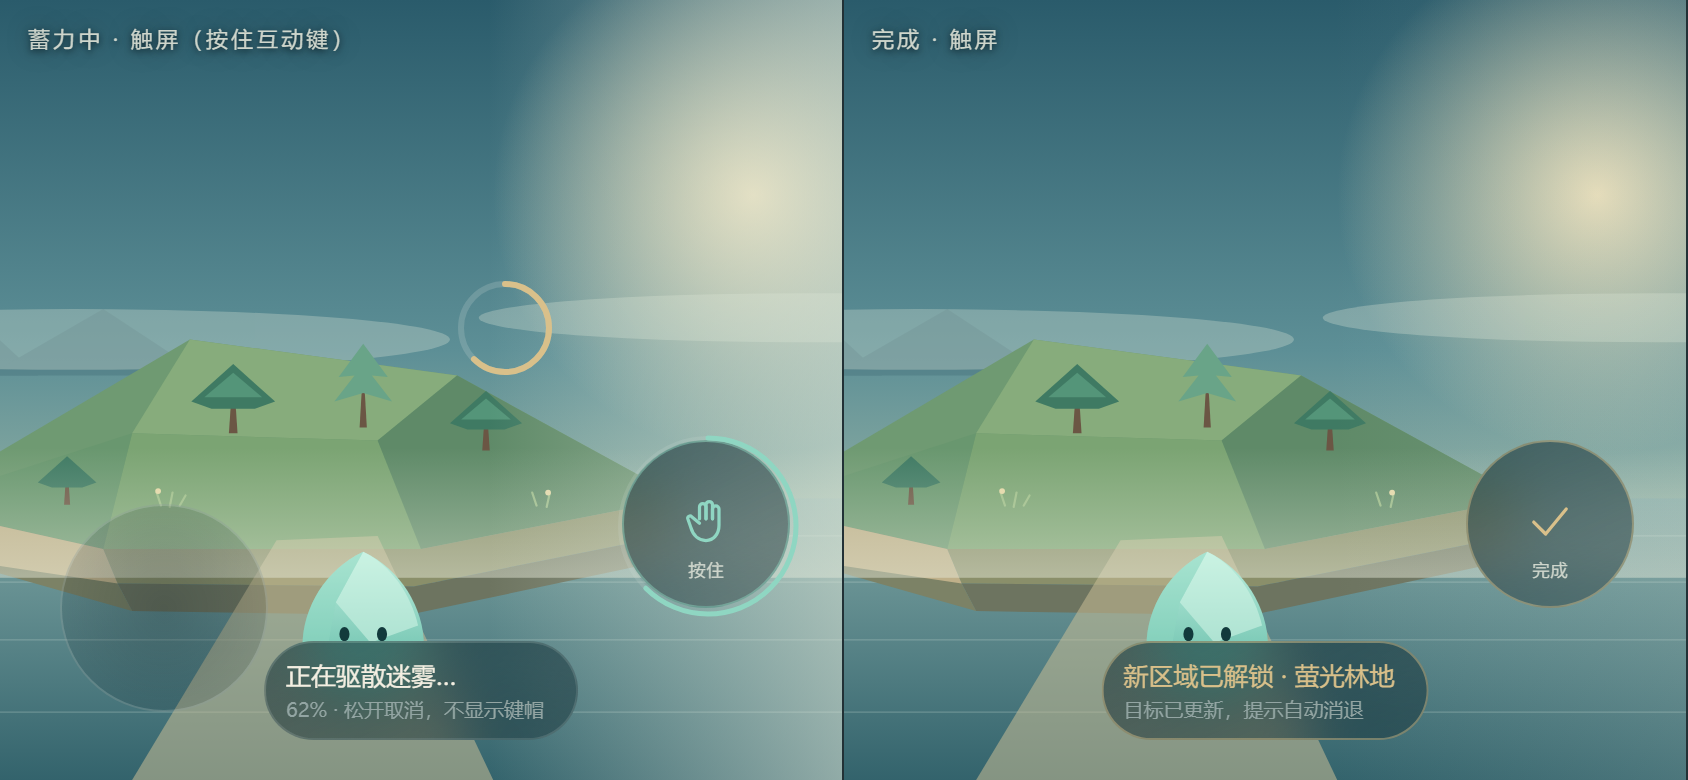 蓄力中 · 触屏（按住互动键）
按住
正在驱散迷雾...
62% · 松开取消，不显示键帽
完成 · 触屏
完成
新区域已解锁 · 萤光林地
目标已更新，提示自动消退